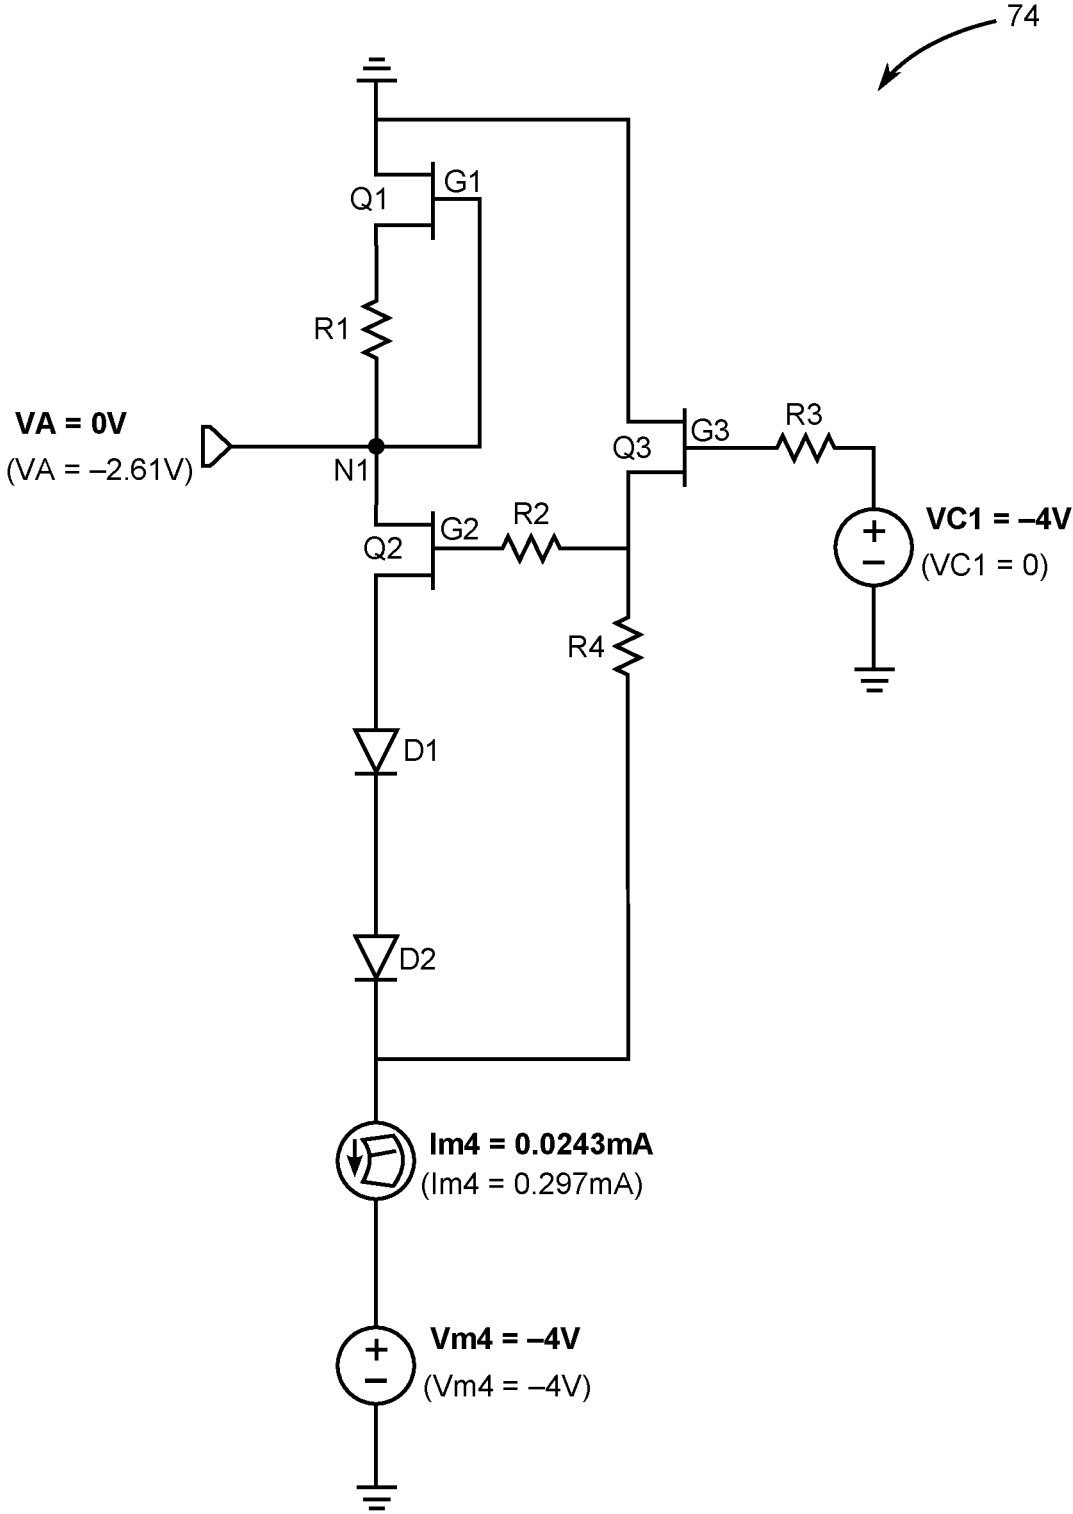 74
G1
Q1
R1
VA = 0V
(VA = –2.61V)
N1
R3
G3
Q3
VC1 = –4V
(VC1 = 0)
R2
G2
Q2
+
–
R4
D1
D2
Im4 = 0.0243mA
(Im4 = 0.297mA)
Vm4 = –4V
(Vm4 = –4V)
+
–